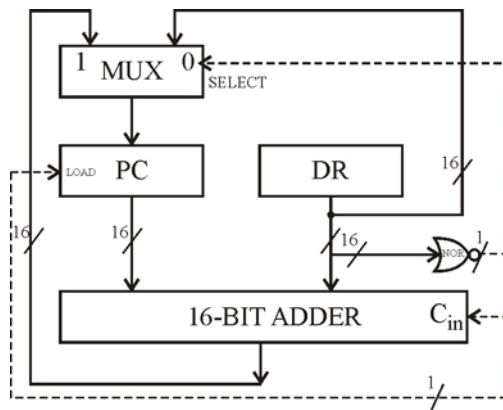 1 MUX 0
SELECT
16
LOAD PC
DR
16
16
16
NOR
1
16-BIT ADDER
Cin
1